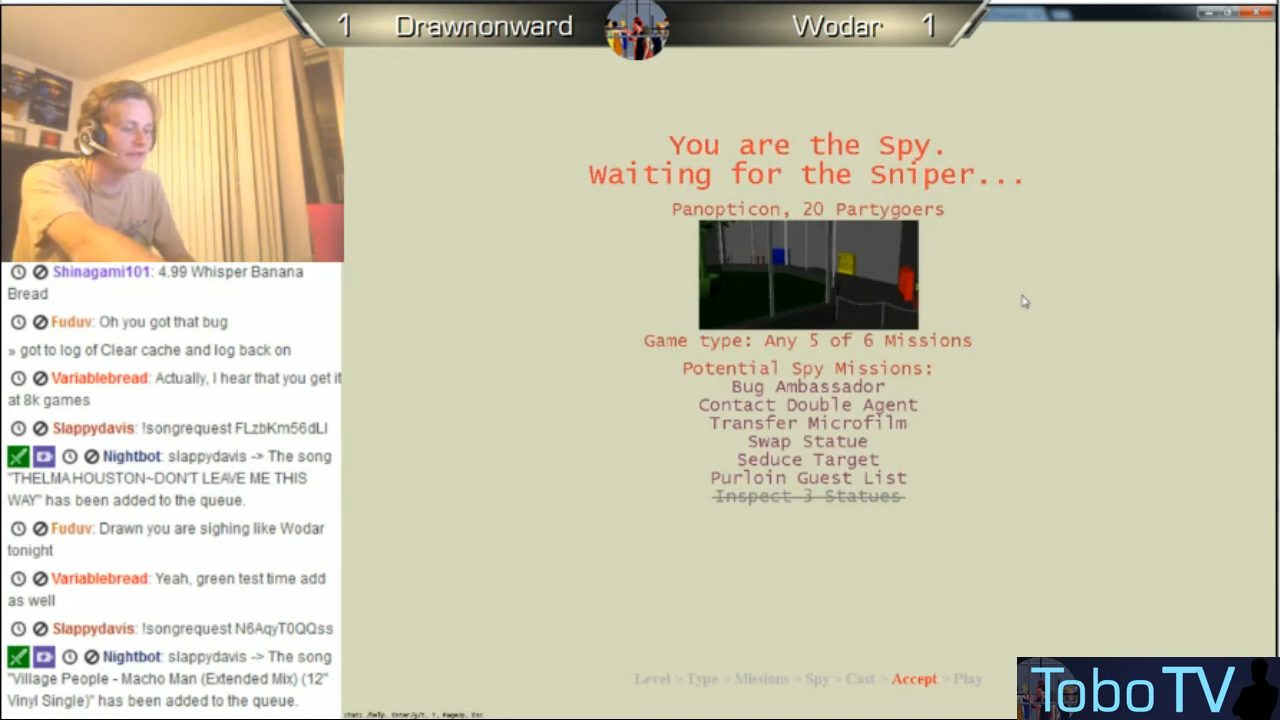 1 Drawnonward Wodar 1
You are the Spy.
Waiting for the Sniper...
Panopticon, 20 Partygoers
Game type: Any 5 of 6 Missions
Potential Spy Missions:
Bug Ambassador
Contact Double Agent
Transfer Microfilm
Swap Statue
Seduce Target
Purloin Guest List
Inspect 3 Statues
Level > Type > Missions > Spy > Cast > Accept > Play
Shinagami101: 4.99 Whisper Banana
Bread
Fuduv: Oh you got that bug
» got to log of Clear cache and log back on
Variablebread: Actually, I hear that you get it
at 8k games
Slappydavis: !songrequest FLzbKm56dLI
Nightbot: slappydavis -> The song
"THELMA HOUSTON~DON'T LEAVE ME THIS
WAY" has been added to the queue.
Fuduv: Drawn you are sighing like Wodar
tonight
Variablebread: Yeah, green test time add
as well
Slappydavis: !songrequest N6AqyT0QQss
Nightbot: slappydavis -> The song
"Village People - Macho Man (Extended Mix) (12"
Vinyl Single)" has been added to the queue.
chat: /help, Enter/y/t, i, PageUp, Esc
ToboTV